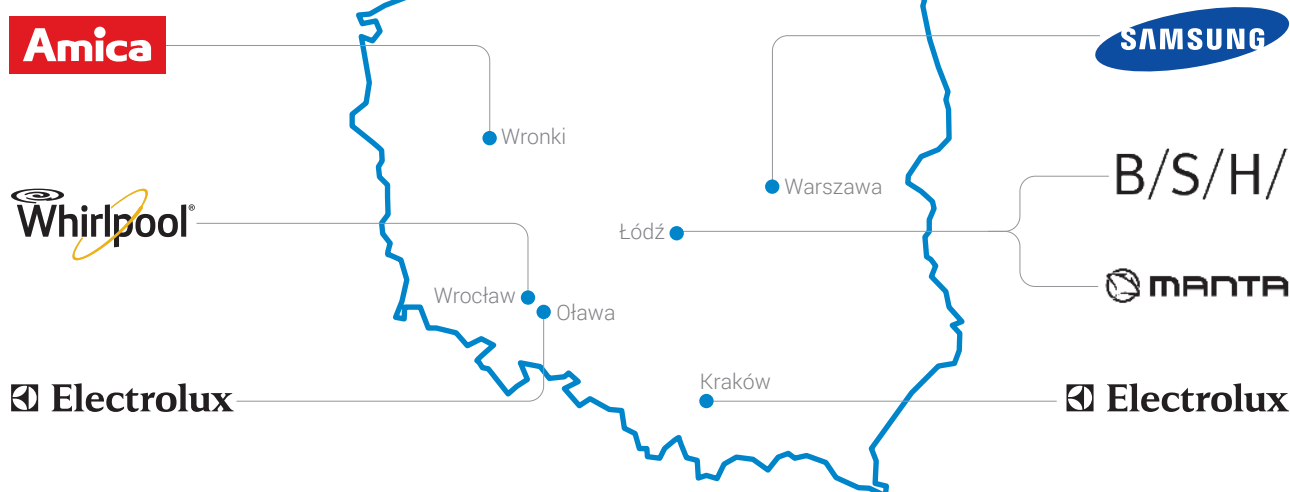 Amica
SAMSUNG
Wronki
B/S/H/
Warszawa
Whirlpool®
Łódź
MANTA
Wrocław
Oława
Kraków
Electrolux
Electrolux